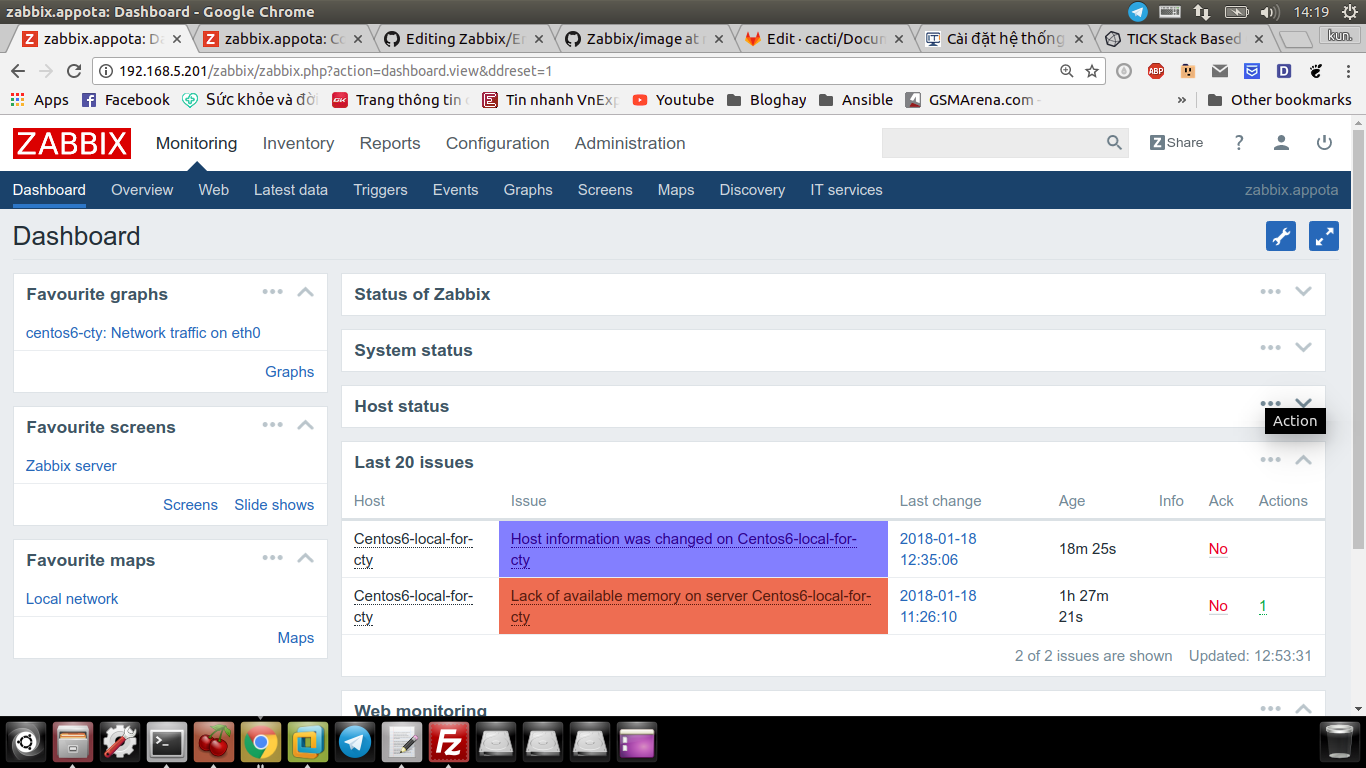 zabbix.appota: Dashboard - Google Chrome
14:19
zabbix.appota: Da
zabbix.appota: Co
Editing Zabbix/Er
Zabbix/image at
Edit · cacti/Docum
Cài đặt hệ thống
TICK Stack Based
kun.
192.168.5.201/zabbix/zabbix.php?action=dashboard.view&ddreset=1
ABP
Apps
Facebook
Sức khỏe và đời
Trang thông tin
Tin nhanh VnExp
Youtube
Bloghay
Ansible
GSMArena.com -
»
Other bookmarks
ZABBIX
Monitoring
Inventory
Reports
Configuration
Administration
Z Share
?
Dashboard
Overview
Web
Latest data
Triggers
Events
Graphs
Screens
Maps
Discovery
IT services
zabbix.appota
Dashboard
Favourite graphs
centos6-cty: Network traffic on eth0
Graphs
Favourite screens
Zabbix server
Screens
Slide shows
Favourite maps
Local network
Maps
Status of Zabbix
System status
Host status
Action
Last 20 issues
Host
Issue
Last change
Age
Info
Ack
Actions
Centos6-local-for-
cty
Host information was changed on Centos6-local-for-
cty
2018-01-18
12:35:06
18m 25s
No
Centos6-local-for-
cty
Lack of available memory on server Centos6-local-for-
cty
2018-01-18
11:26:10
1h 27m
21s
No
1
2 of 2 issues are shown
Updated: 12:53:31
Web monitoring
Fz